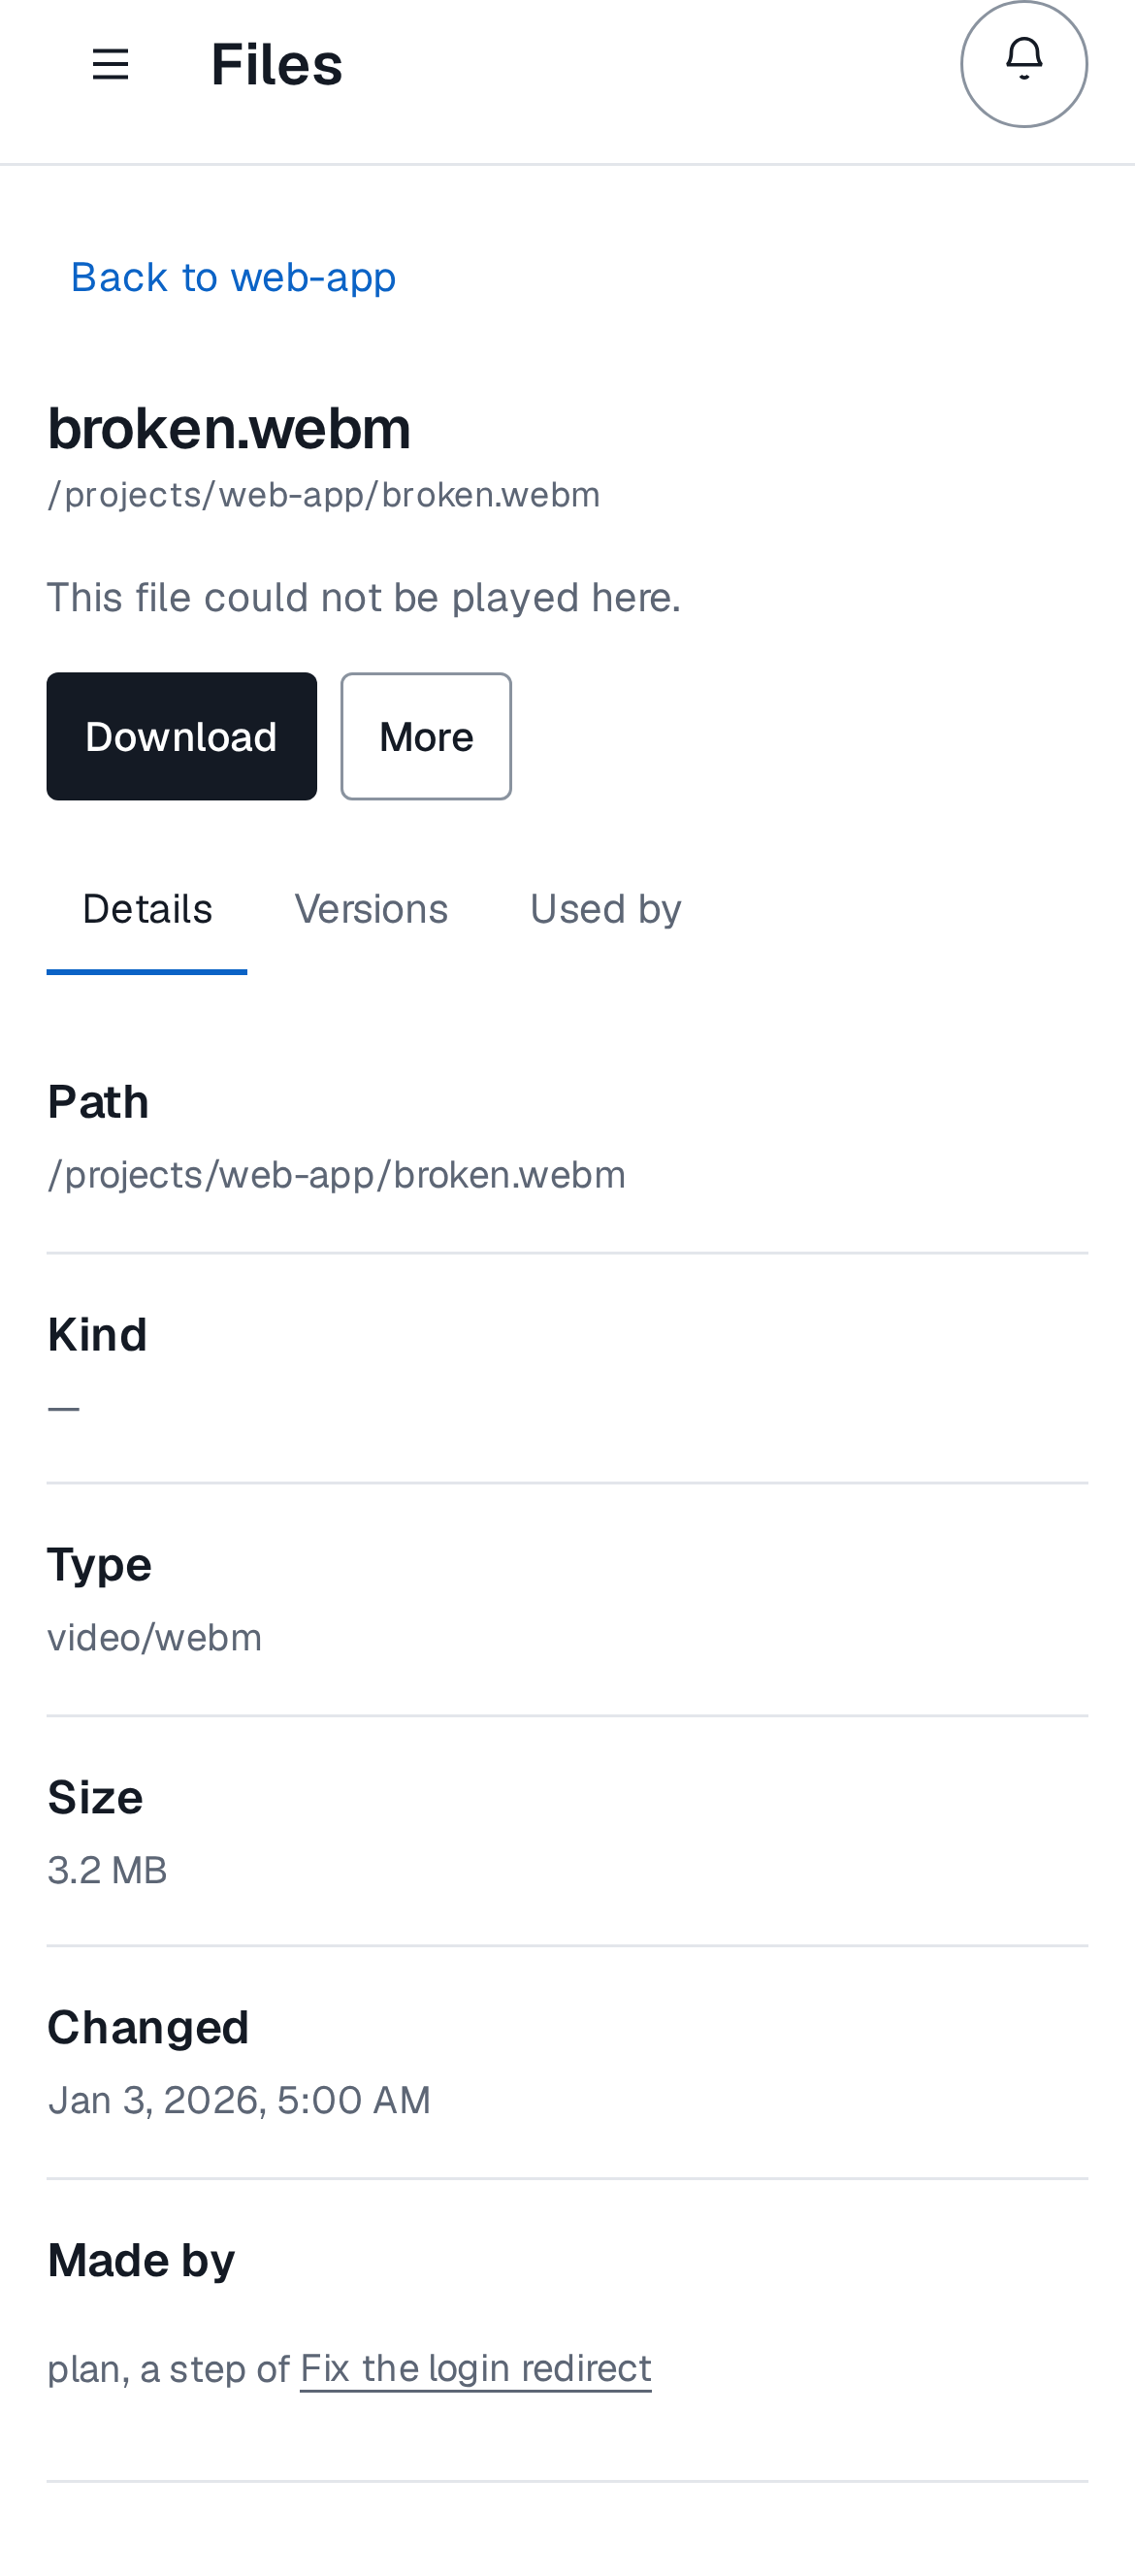 Files
Back to web-app
broken.webm
/projects/web-app/broken.webm
This file could not be played here.
Download More
Details Versions Used by
Path
/projects/web-app/broken.webm
Kind
—
Type
video/webm
Size
3.2 MB
Changed
Jan 3, 2026, 5:00 AM
Made by
plan, a step of Fix the login redirect